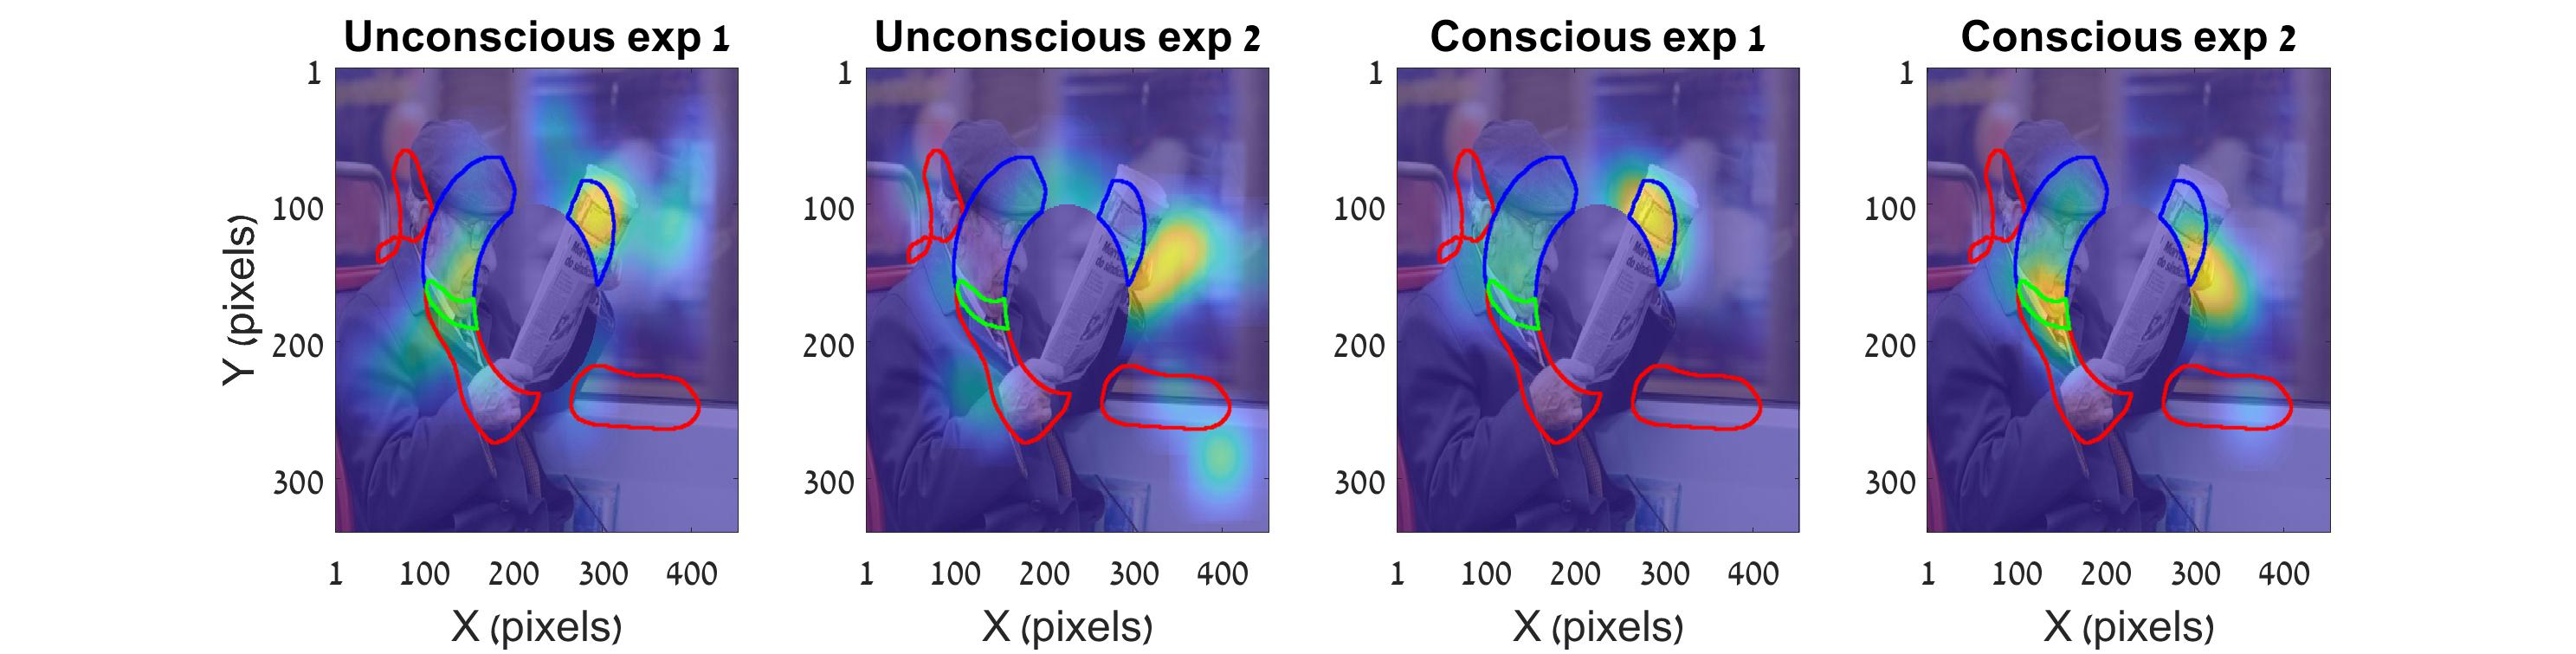 Unconscious exp 1 Unconscious exp 2 Conscious exp 1 Conscious exp 2
1 1 1 1
100 100 100 100
200 200 200 200
300 300 300 300
Y (pixels)
1 100 200 300 400 1 100 200 300 400 1 100 200 300 400 1 100 200 300 400
X (pixels) X (pixels) X (pixels) X (pixels)